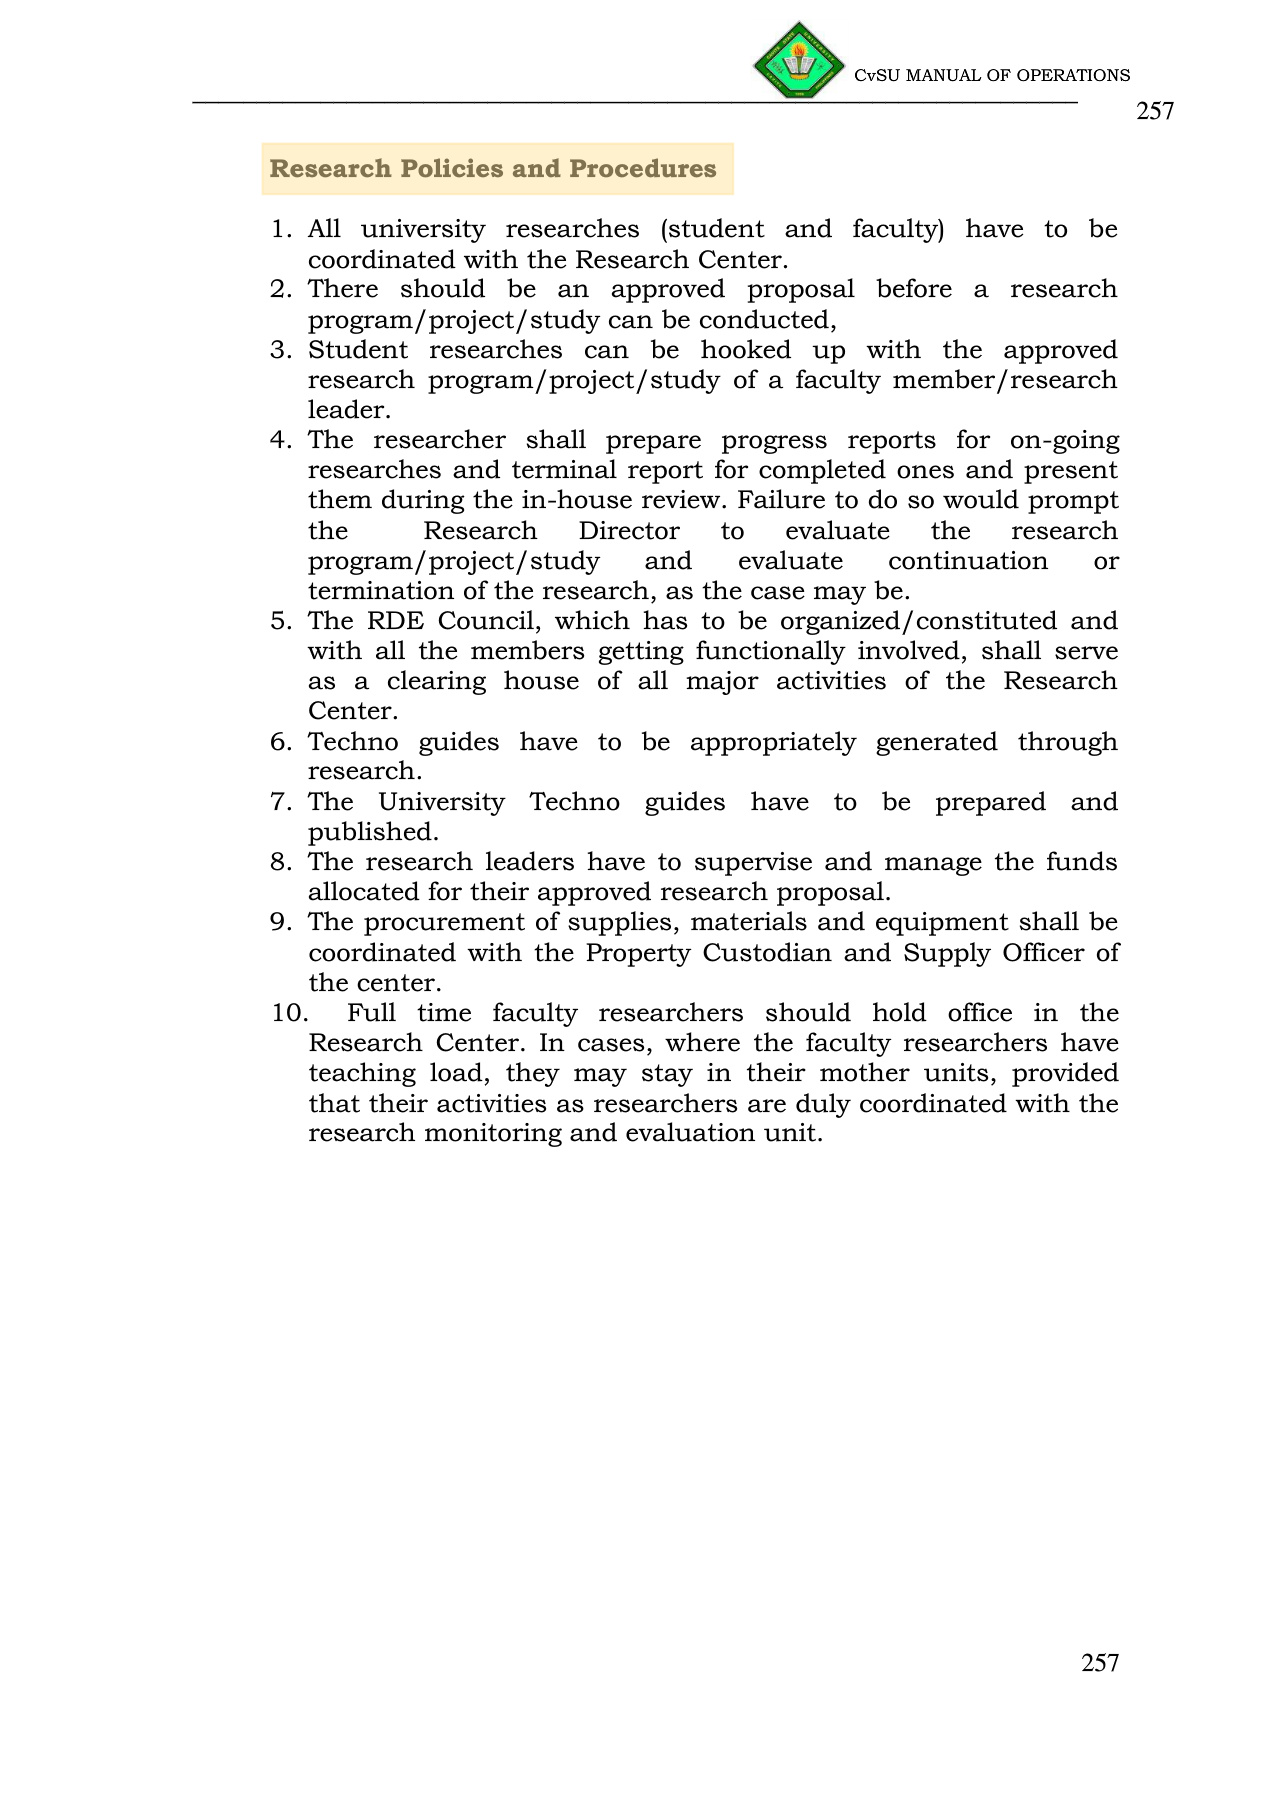 CvSU MANUAL OF OPERATIONS
257
Research Policies and Procedures
1. All university researches (student and faculty) have to be
coordinated with the Research Center.
2. There should be an approved proposal before a research
program/project/study can be conducted,
3. Student researches can be hooked up with the approved
research program/project/study of a faculty member/research
leader.
4. The researcher shall prepare progress reports for on-going
researches and terminal report for completed ones and present
them during the in-house review. Failure to do so would prompt
the Research Director to evaluate the research
program/project/study and evaluate continuation or
termination of the research, as the case may be.
5. The RDE Council, which has to be organized/constituted and
with all the members getting functionally involved, shall serve
as a clearing house of all major activities of the Research
Center.
6. Techno guides have to be appropriately generated through
research.
7. The University Techno guides have to be prepared and
published.
8. The research leaders have to supervise and manage the funds
allocated for their approved research proposal.
9. The procurement of supplies, materials and equipment shall be
coordinated with the Property Custodian and Supply Officer of
the center.
10. Full time faculty researchers should hold office in the
Research Center. In cases, where the faculty researchers have
teaching load, they may stay in their mother units, provided
that their activities as researchers are duly coordinated with the
research monitoring and evaluation unit.
257